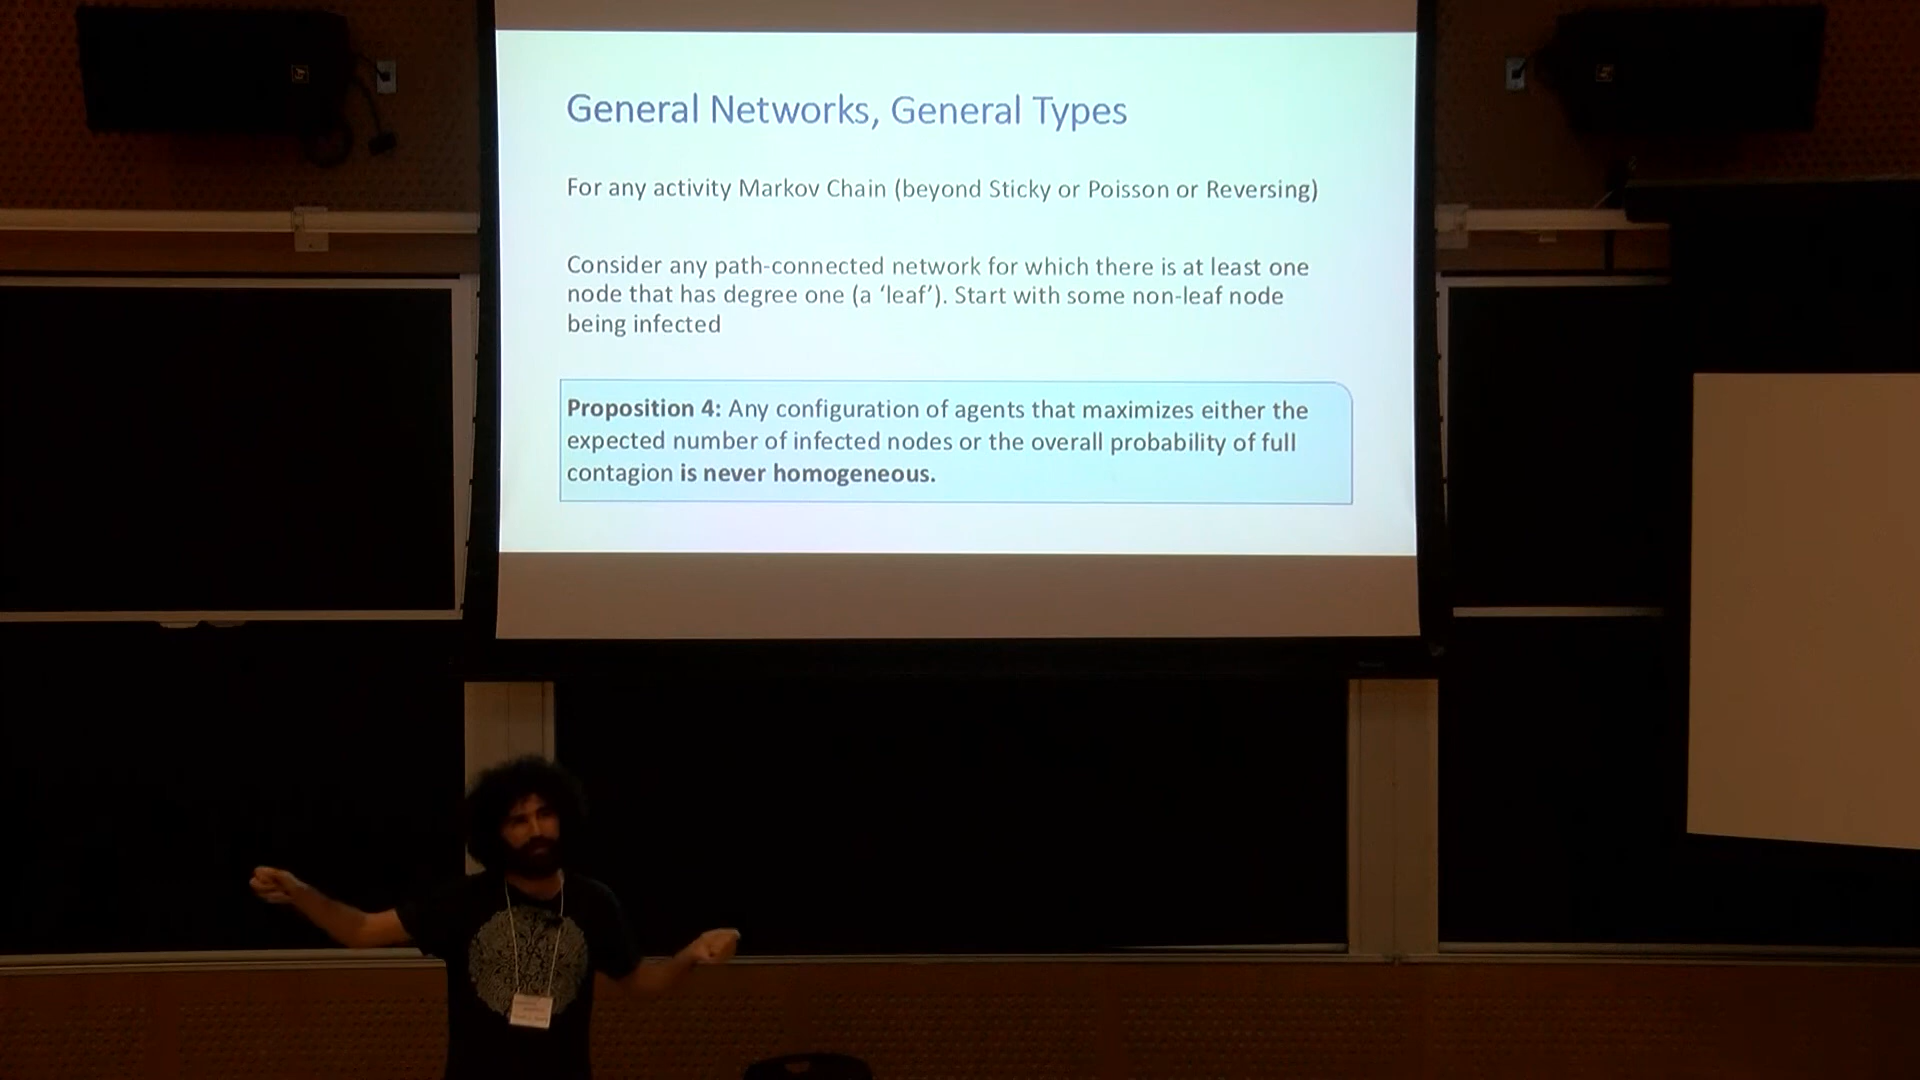 General Networks, General Types
For any activity Markov Chain (beyond Sticky or Poisson or Reversing)
Consider any path-connected network for which there is at least one
node that has degree one (a ‘leaf’). Start with some non-leaf node
being infected
Proposition 4: Any configuration of agents that maximizes either the
expected number of infected nodes or the overall probability of full
contagion is never homogeneous.